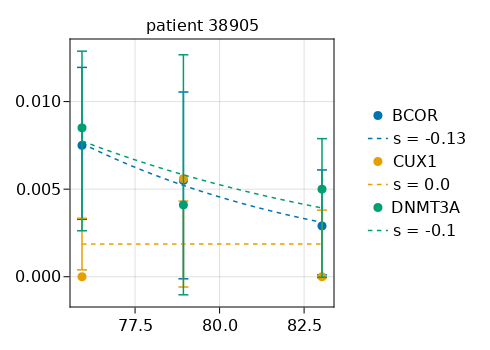 patient 38905
0.010
0.005
0.000
77.5 80.0 82.5
BCOR
s = -0.13
CUX1
s = 0.0
DNMT3A
s = -0.1